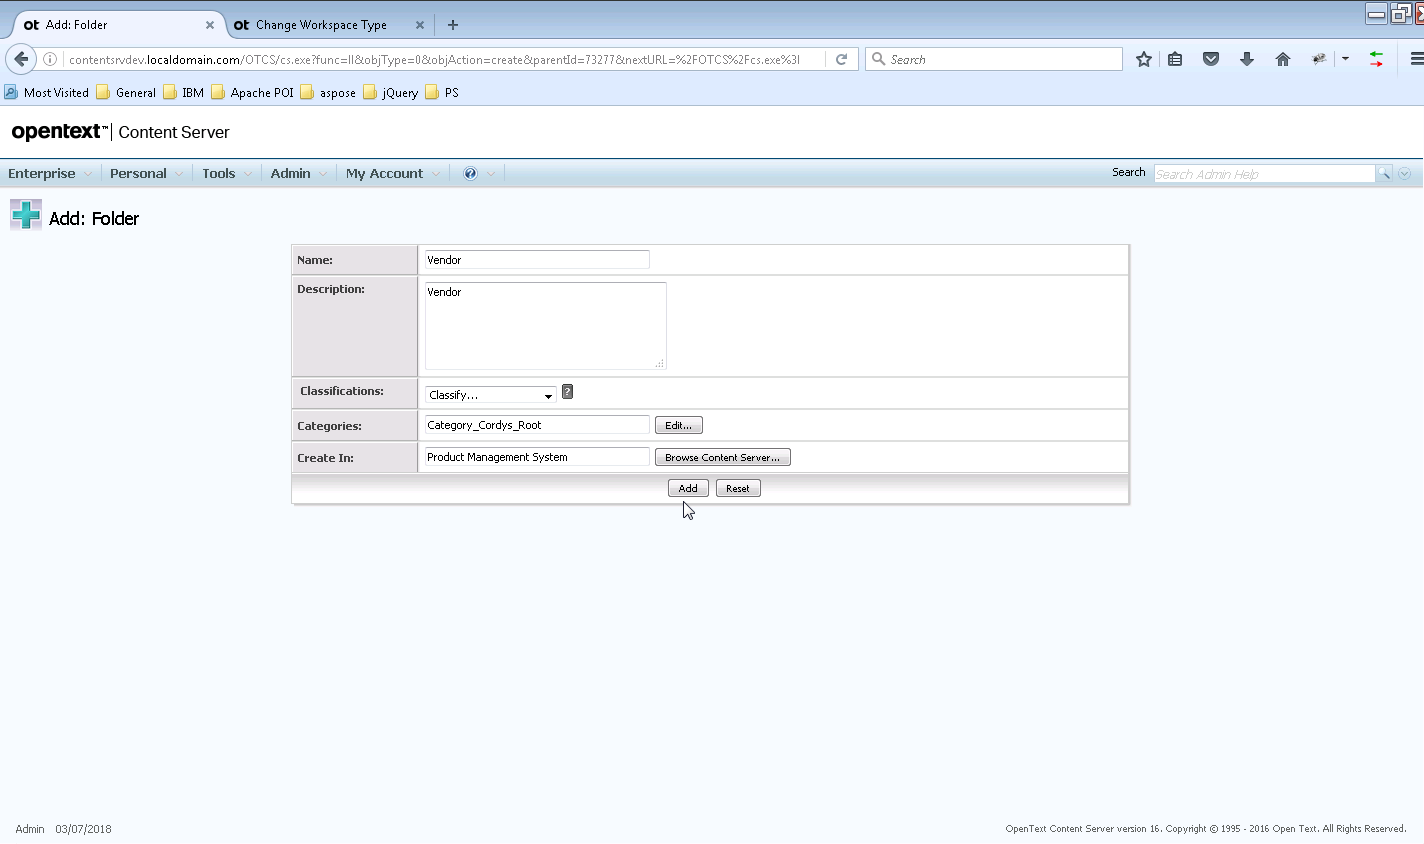 ot Add: Folder
ot Change Workspace Type
contentsrvdev.localdomain.com/OTCS/cs.exe?func=ll&objType=0&objAction=create&parentId=73277&nextURL=%2FOTCS%2Fcs.exe%3I
Search
Most Visited General IBM Apache POI aspose jQuery PS
opentext™ | Content Server
Enterprise Personal Tools Admin My Account ?
Search Search Admin Help
Add: Folder
Name: Vendor
Description: Vendor
Classifications: Classify... ?
Categories: Category_Cordys_Root Edit...
Create In: Product Management System Browse Content Server...
Add Reset
Admin 03/07/2018
OpenText Content Server version 16. Copyright © 1995 - 2016 Open Text. All Rights Reserved.